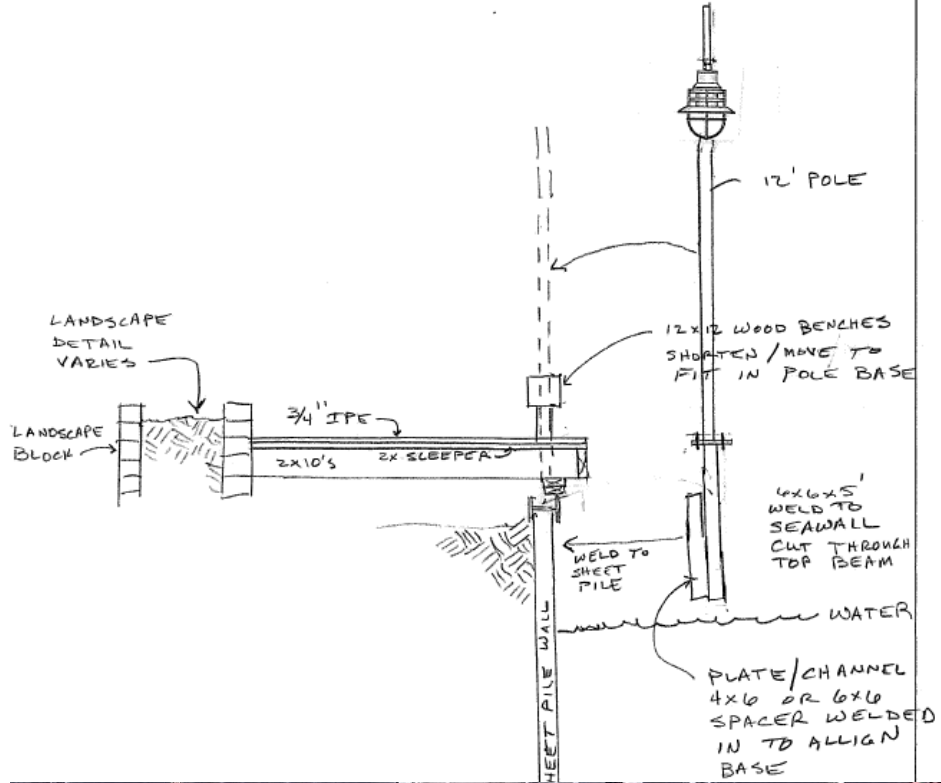 12' POLE
LANDSCAPE
DETAIL
VARIES
12x12 WOOD BENCHES
SHORTEN/MOVE TO
FIT IN POLE BASE
LANDSCAPE
BLOCK
3/4" IPE
2x10's
2x SLEEPER
6x6x5'
WELD TO
SEAWALL
CUT THROUGH
TOP BEAM
WELD TO
SHEET
PILE
WATER
PLATE/CHANNEL
4x6 OR 6x6
SPACER WELDED
IN TO ALLIGN
BASE
HEET PILE WALL